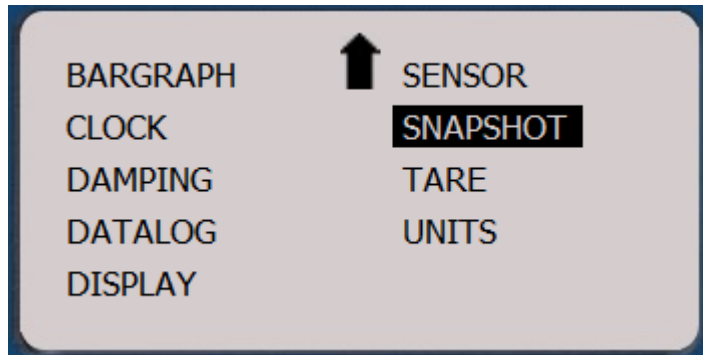 BARGRAPH
CLOCK
DAMPING
DATALOG
DISPLAY
SENSOR
SNAPSHOT
TARE
UNITS